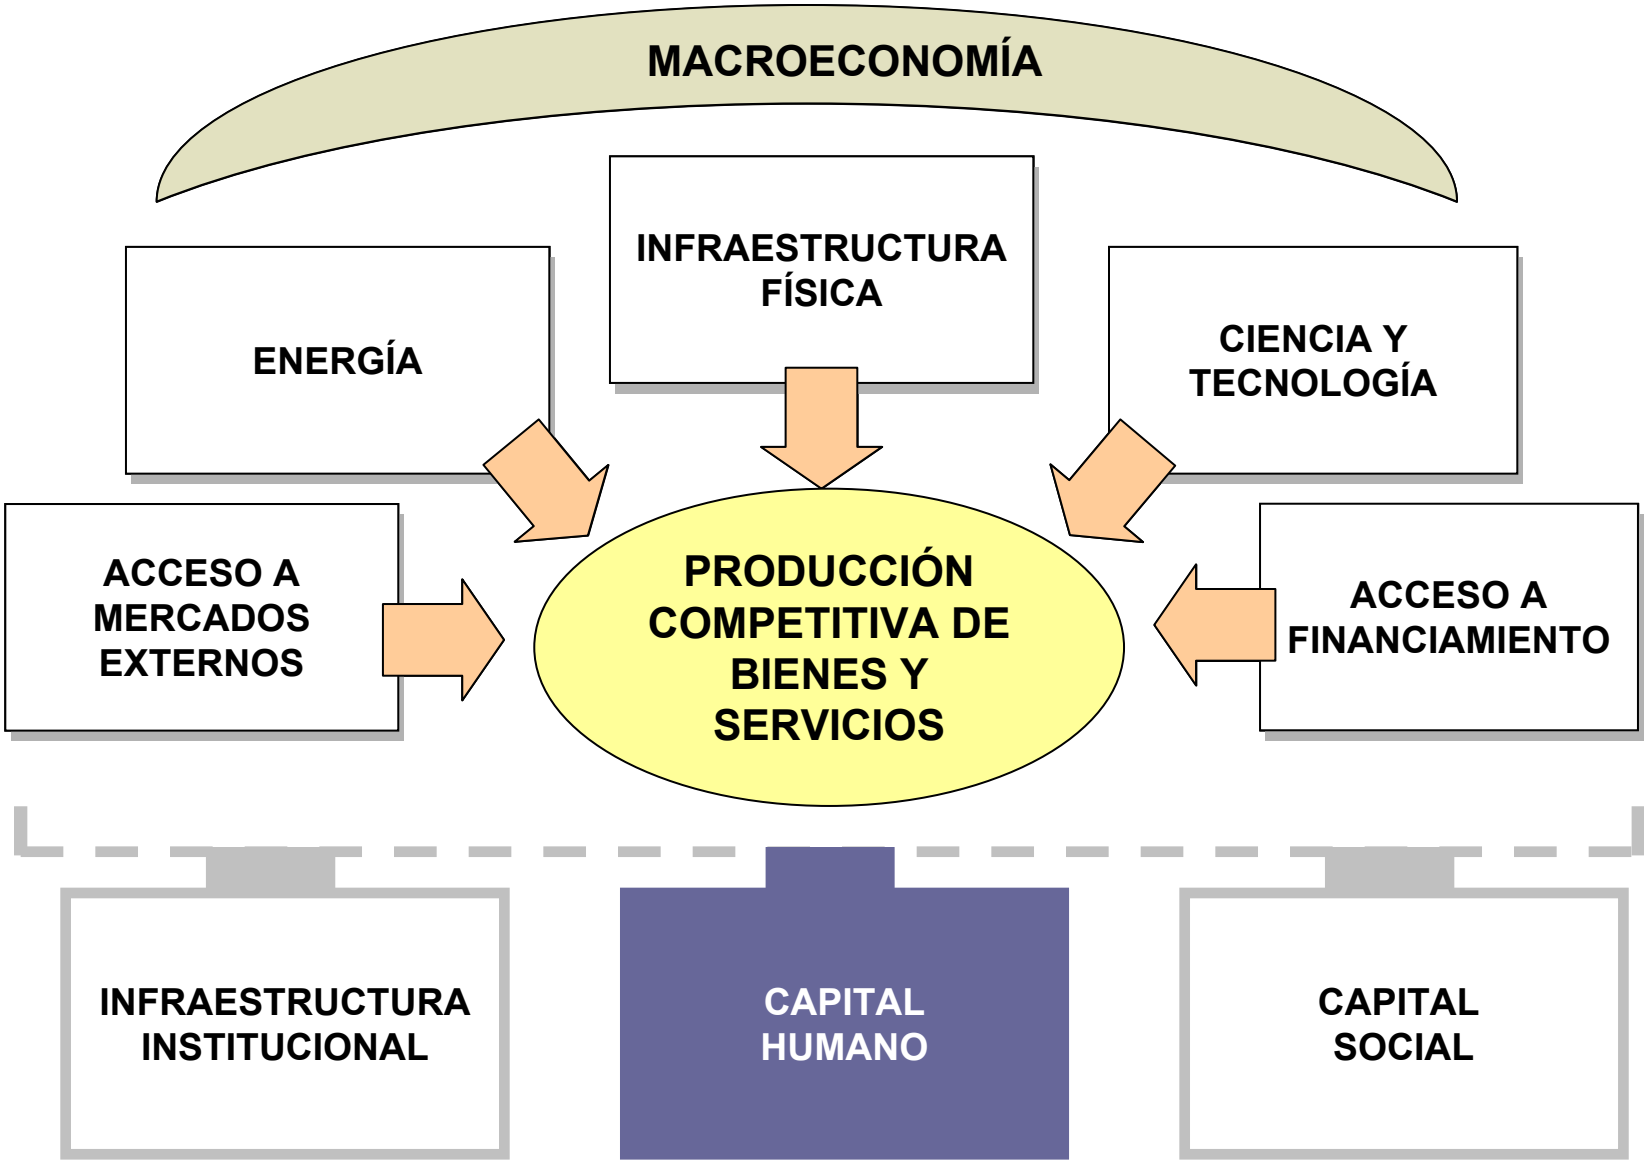 MACROECONOMÍA
INFRAESTRUCTURA
FÍSICA
ENERGÍA
CIENCIA Y
TECNOLOGÍA
ACCESO A
MERCADOS
EXTERNOS
PRODUCCIÓN
COMPETITIVA DE
BIENES Y
SERVICIOS
ACCESO A
FINANCIAMIENTO
INFRAESTRUCTURA
INSTITUCIONAL
CAPITAL
HUMANO
CAPITAL
SOCIAL